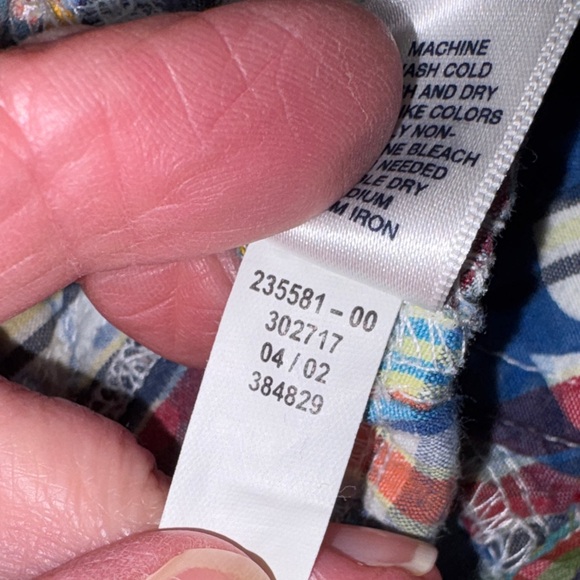 MACHINE
COLD
AND DRY
COLORS
NON-
BLEACH
NEEDED
DRY
IRON
235581-00
302717
04 / 02
384829